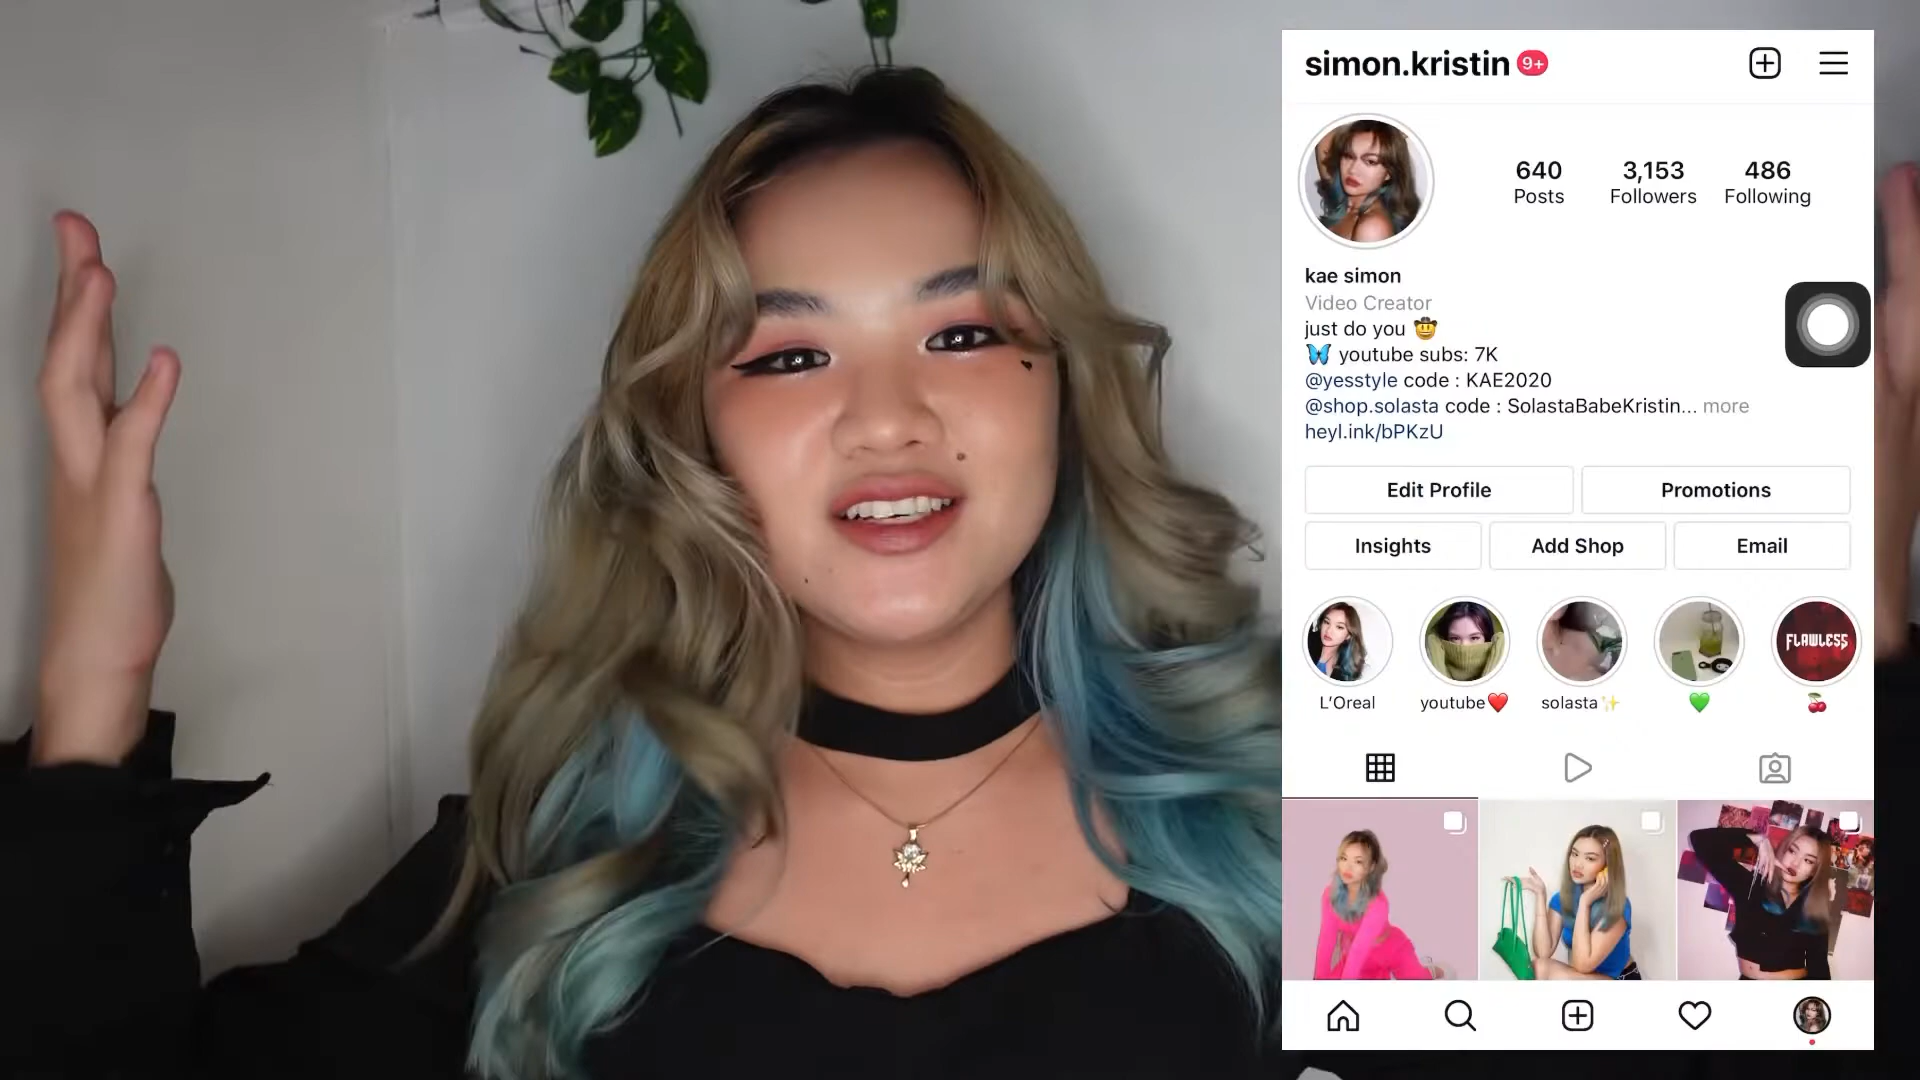 simon.kristin 9+
640 3,153 486
Posts Followers Following
kae simon
Video Creator
just do you 🤠
🦋 youtube subs: 7K
@yesstyle code : KAE2020
@shop.solasta code : SolastaBabeKristin... more
heyl.ink/bPKzU
Edit Profile Promotions
Insights Add Shop Email
FLAWLESS
L'Oreal youtube❤️ solasta✨ 💚 🍒